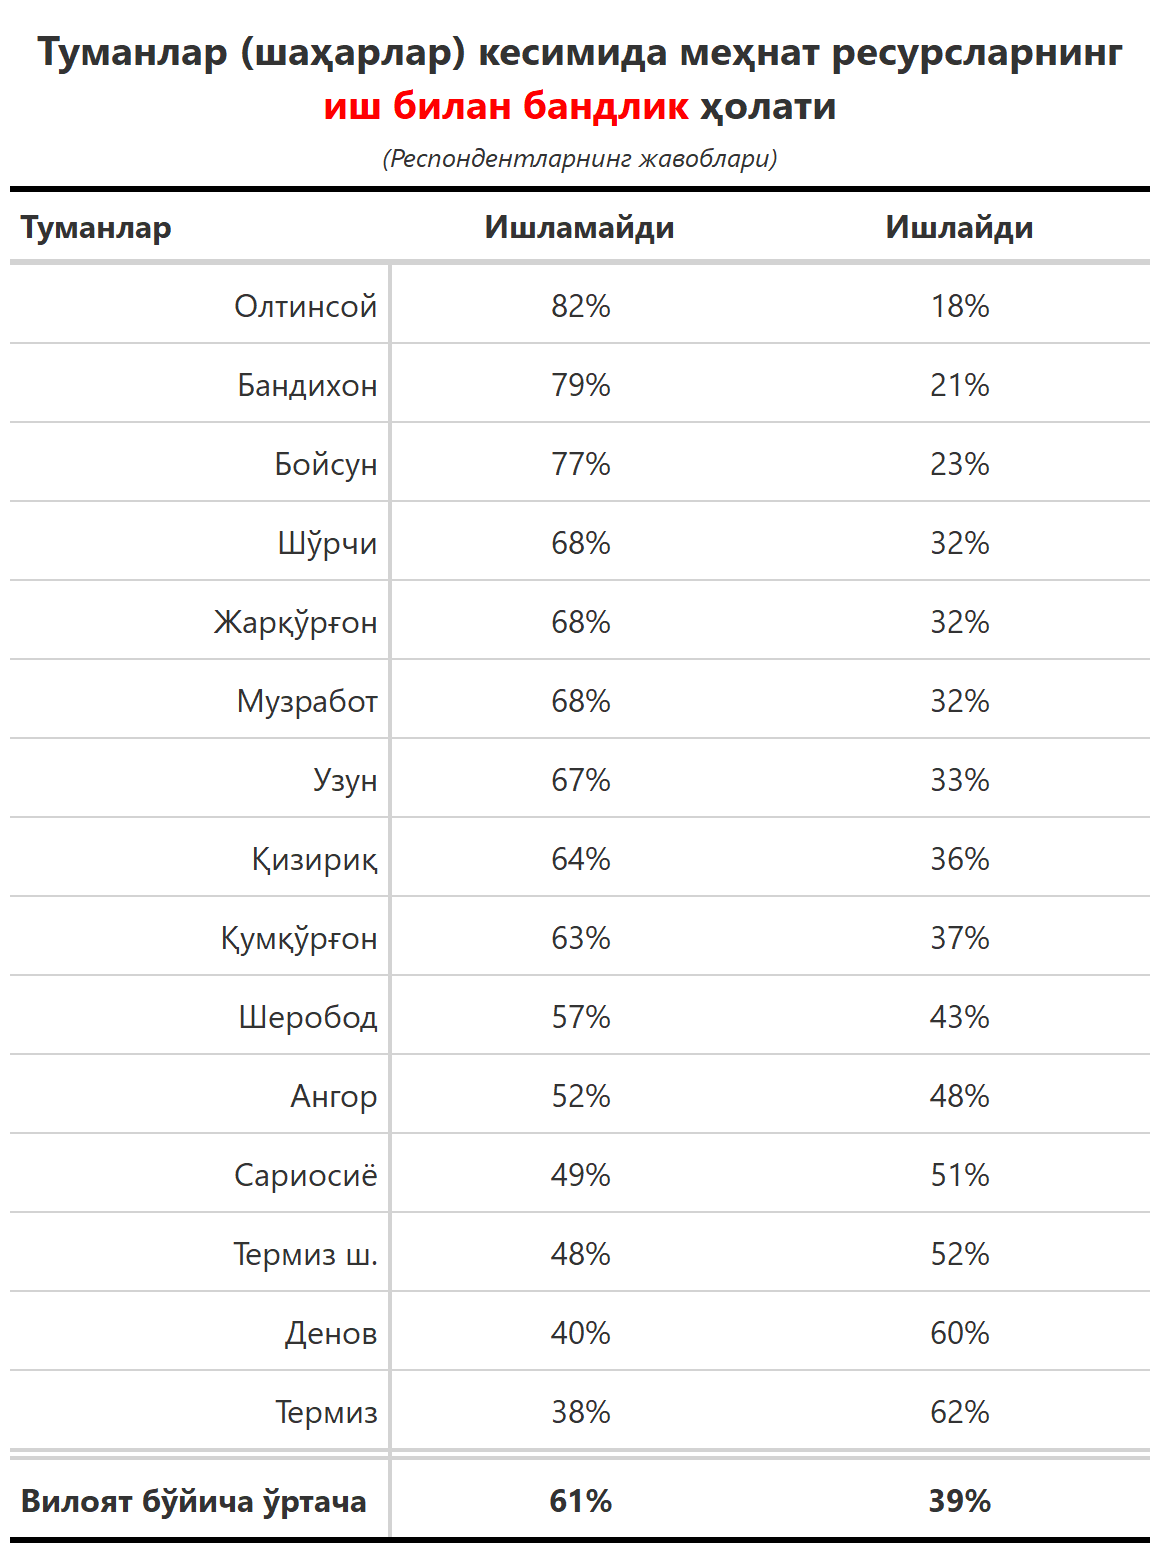 Туманлар (шаҳарлар) кесимида меҳнат ресурсларнинг
иш билан бандлик ҳолати
(Респондентларнинг жавоблари)
Туманлар Ишламайди Ишлайди
Олтинсой 82% 18%
Бандихон 79% 21%
Бойсун 77% 23%
Шўрчи 68% 32%
Жарқўрғон 68% 32%
Музработ 68% 32%
Узун 67% 33%
Қизириқ 64% 36%
Қумқўрғон 63% 37%
Шеробод 57% 43%
Ангор 52% 48%
Сариосиё 49% 51%
Термиз ш. 48% 52%
Денов 40% 60%
Термиз 38% 62%
Вилоят бўйича ўртача 61% 39%